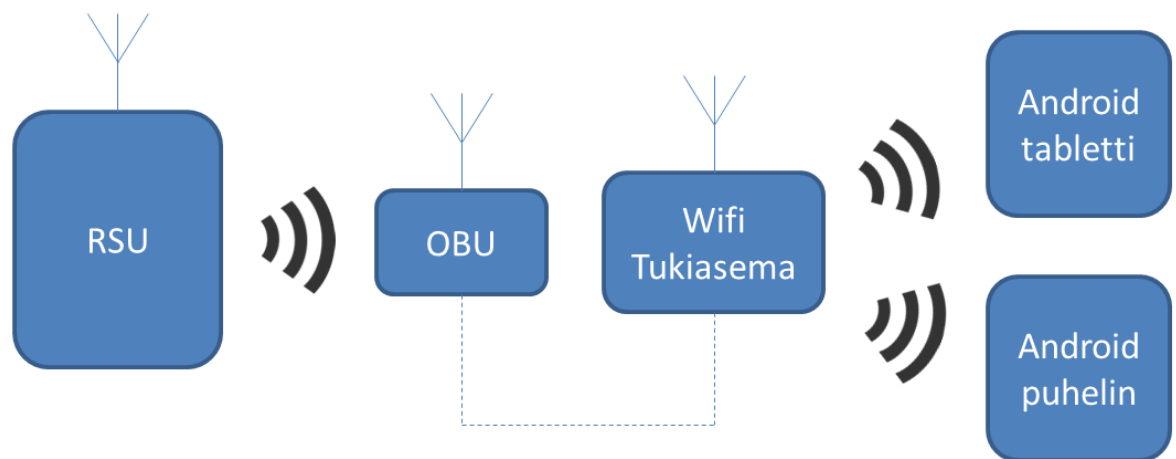 RSU
OBU
Wifi
Tukiasema
Android
tabletti
Android
puhelin